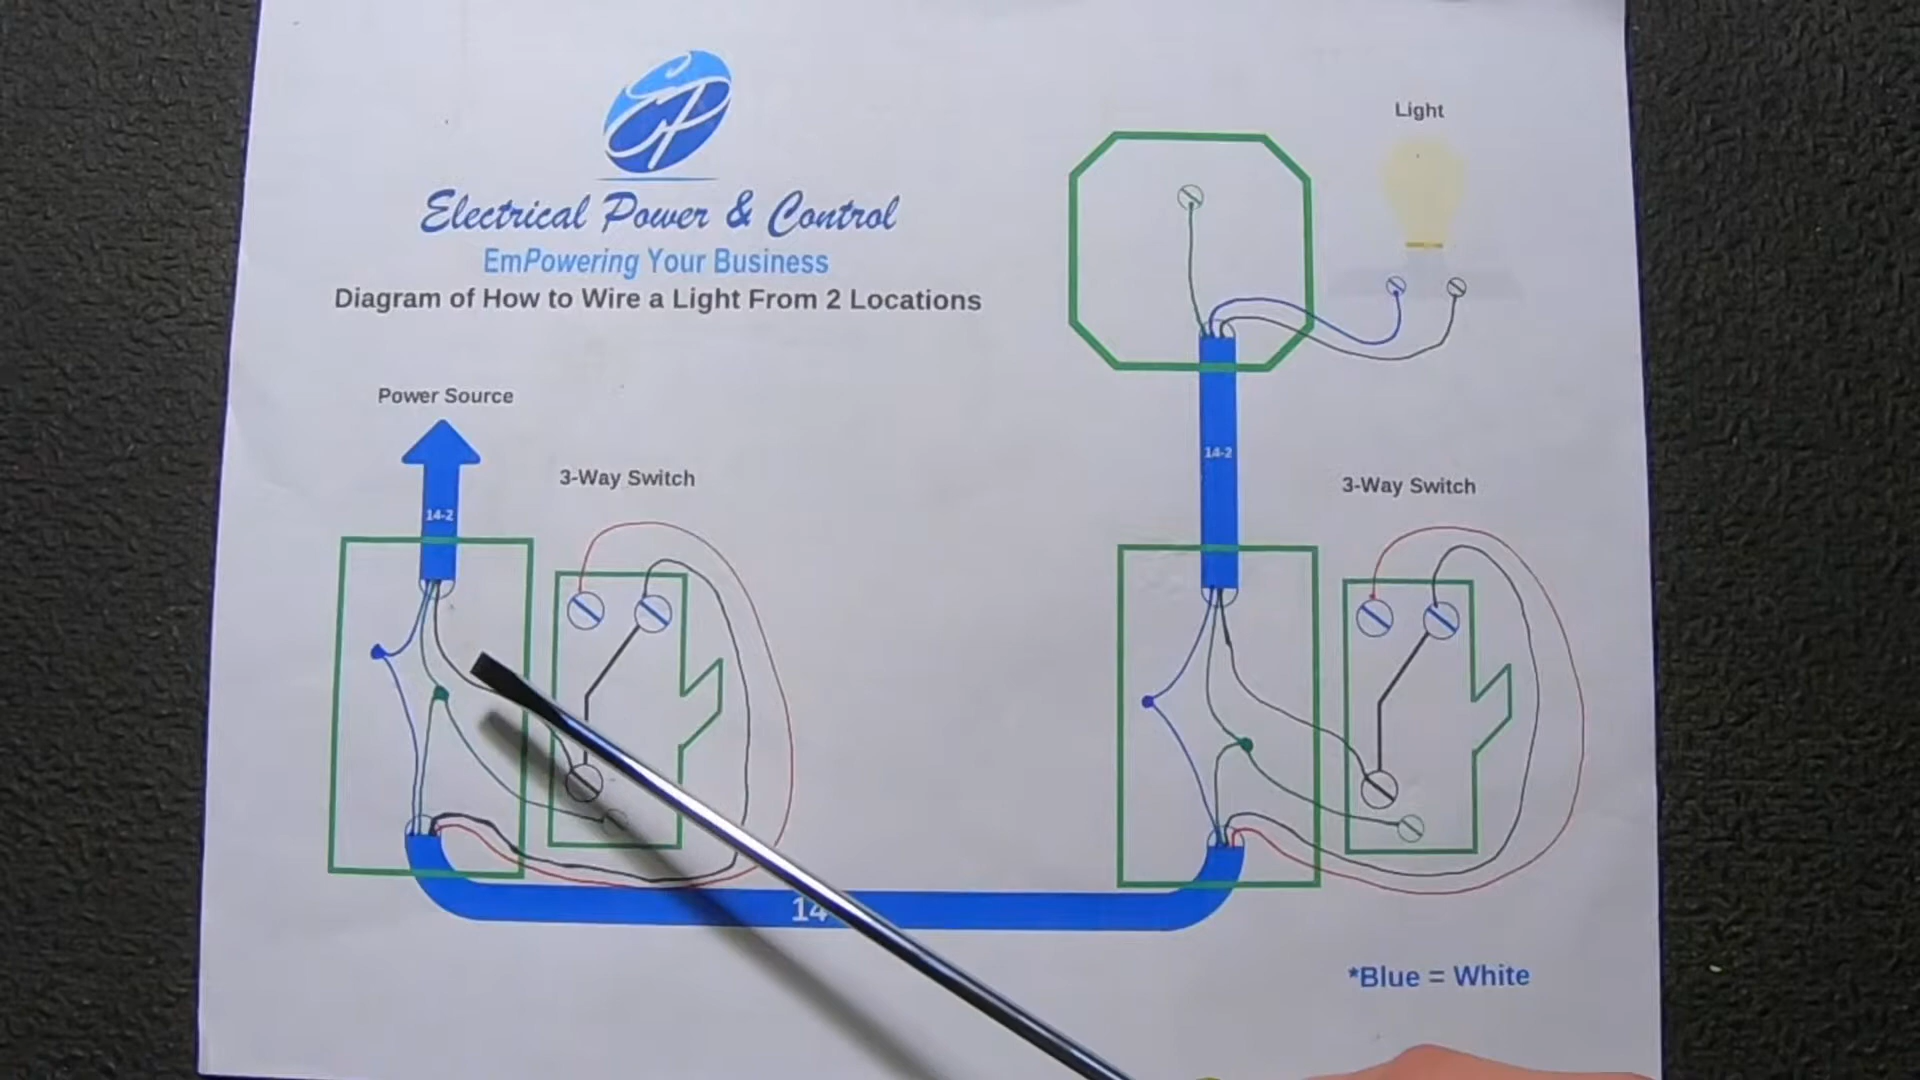 CP
Electrical Power & Control
EmPowering Your Business
Diagram of How to Wire a Light From 2 Locations
Light
Power Source
14-2
3-Way Switch
14-2
3-Way Switch
14
*Blue = White